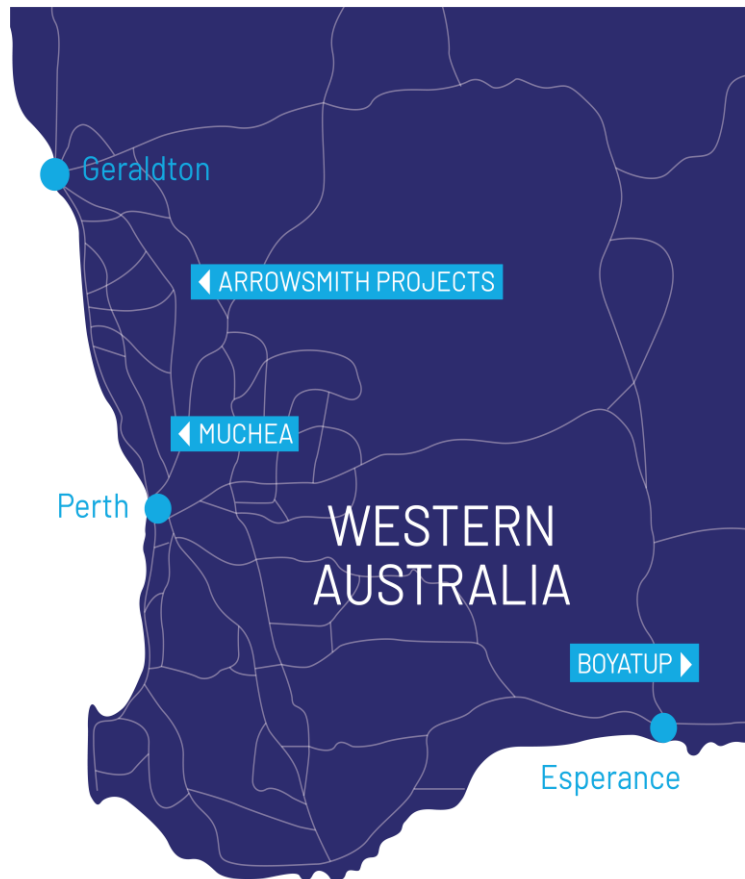 Geraldton
ARROWSMITH PROJECTS
MUCHEA
Perth
WESTERN
AUSTRALIA
BOYATUP
Esperance